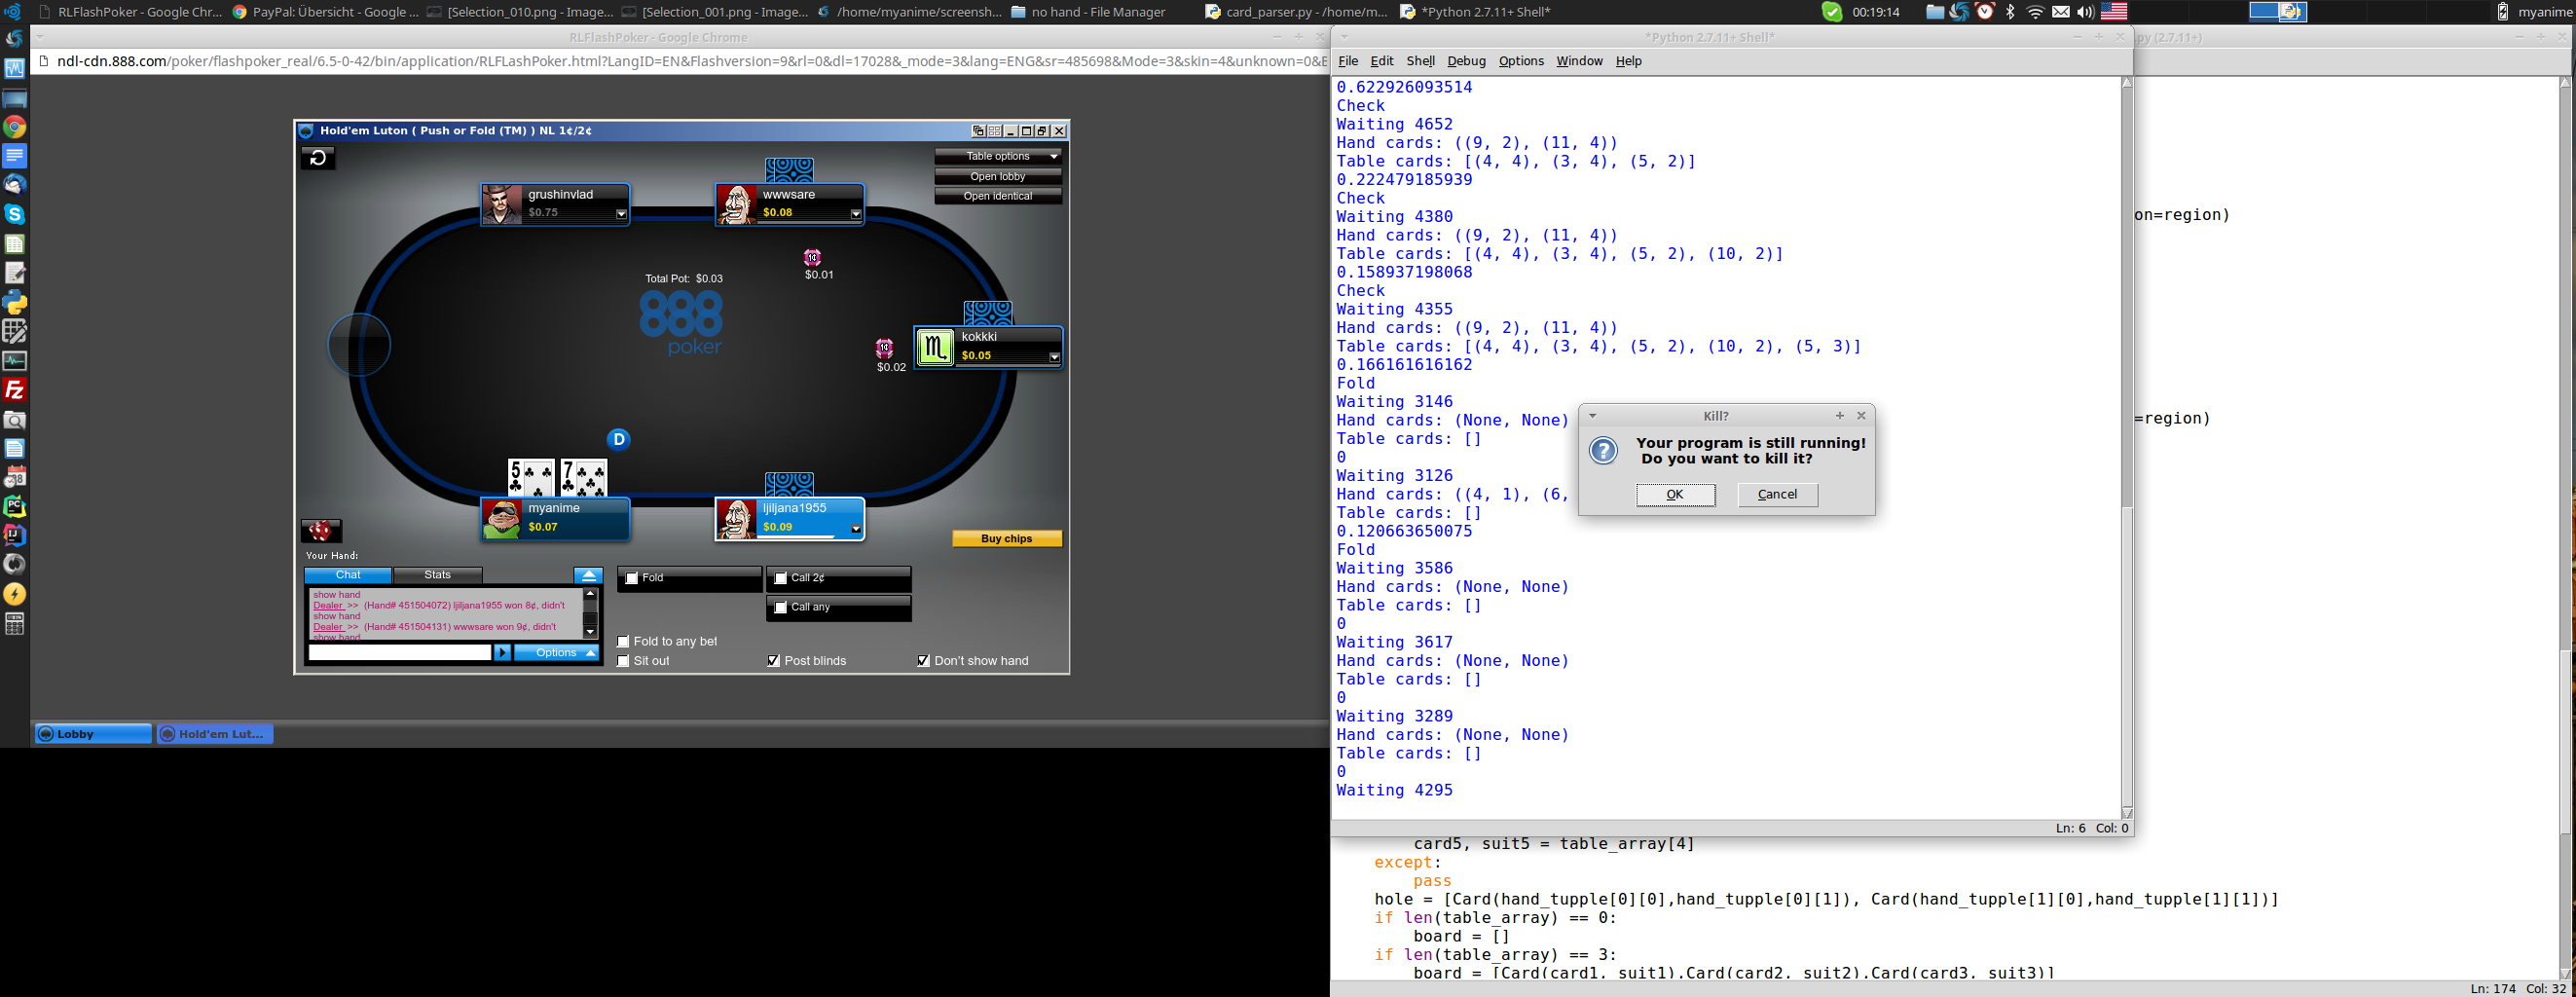 RLFlashPoker - Google Chr...
PayPal: Übersicht - Google ...
[Selection_010.png - Image...
[Selection_001.png - Image...
/home/myanime/screensh...
no hand - File Manager
card_parser.py - /home/m...
*Python 2.7.11+ Shell*
00:19:14
myanime
RLFlashPoker - Google Chrome
ndl-cdn.888.com/poker/flashpoker_real/6.5-0-42/bin/application/RLFLashPoker.html?LangID=EN&Flashversion=9&rl=0&dl=17028&_mode=3&lang=ENG&sr=485698&Mode=3&skin=4&unknown=0&E
Hold'em Luton ( Push or Fold (TM) ) NL 1¢/2¢
Table options
Open lobby
Open identical
grushinvlad
$0.75
wwwsare
$0.08
1¢
$0.01
Total Pot: $0.03
888
poker
kokkki
$0.05
1¢
$0.02
D
5
7
myanime
$0.07
ljiljana1955
$0.09
Buy chips
Your Hand:
Chat
Stats
show hand
Dealer >> (Hand# 451504072) ljiljana1955 won 8¢, didn't
show hand
Dealer >> (Hand# 451504131) wwwsare won 9¢, didn't
show hand
Options
Fold
Call 2¢
Call any
Fold to any bet
Sit out
Post blinds
Don't show hand
Lobby
Hold'em Lut...
*Python 2.7.11+ Shell*
File Edit Shell Debug Options Window Help
0.622926093514
Check
Waiting 4652
Hand cards: ((9, 2), (11, 4))
Table cards: [(4, 4), (3, 4), (5, 2)]
0.222479185939
Check
Waiting 4380
Hand cards: ((9, 2), (11, 4))
Table cards: [(4, 4), (3, 4), (5, 2), (10, 2)]
0.158937198068
Check
Waiting 4355
Hand cards: ((9, 2), (11, 4))
Table cards: [(4, 4), (3, 4), (5, 2), (10, 2), (5, 3)]
0.166161616162
Fold
Waiting 3146
Hand cards: (None, None)
Table cards: []
0
Waiting 3126
Hand cards: ((4, 1), (6,
Table cards: []
0.120663650075
Fold
Waiting 3586
Hand cards: (None, None)
Table cards: []
0
Waiting 3617
Hand cards: (None, None)
Table cards: []
0
Waiting 3289
Hand cards: (None, None)
Table cards: []
0
Waiting 4295
Ln: 6 Col: 0
Kill?
Your program is still running!
Do you want to kill it?
OK
Cancel
py (2.7.11+)
on=region)
=region)
card5, suit5 = table_array[4]
except:
pass
hole = [Card(hand_tupple[0][0],hand_tupple[0][1]), Card(hand_tupple[1][0],hand_tupple[1][1])]
if len(table_array) == 0:
board = []
if len(table_array) == 3:
board = [Card(card1, suit1),Card(card2, suit2),Card(card3, suit3)]
Ln: 174 Col: 32